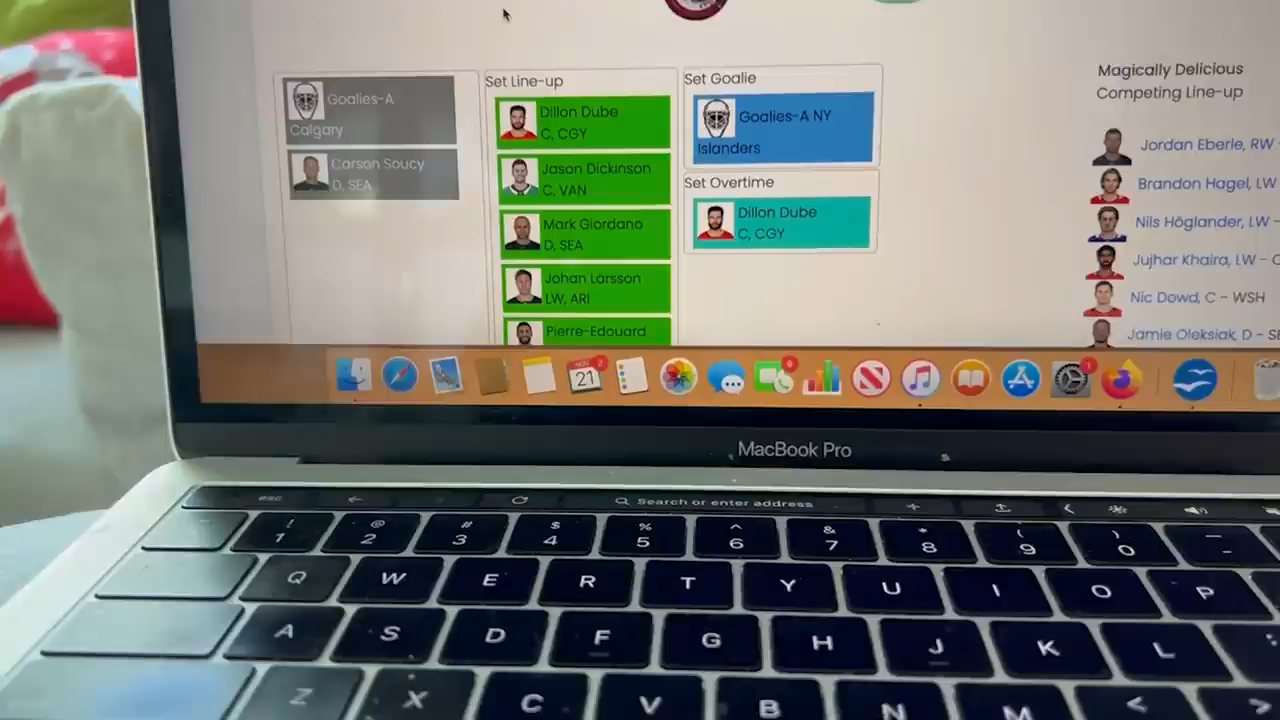 Goalies-A
Calgary
Carson Soucy
D, SEA
Set Line-up
Dillon Dube
C, CGY
Jason Dickinson
C, VAN
Mark Giordano
D, SEA
Johan Larsson
LW, ARI
Pierre-Edouard
Set Goalie
Goalies-A NY
Islanders
Set Overtime
Dillon Dube
C, CGY
Magically Delicious
Competing Line-up
Jordan Eberle, RW -
Brandon Hagel, LW
Nils Höglander, LW -
Jujhar Khaira, LW - C
Nic Dowd, C - WSH
Jamie Oleksiak, D - SE
NOV
21
MacBook Pro
esc
Search or enter address
! 1 @ 2 # 3 $ 4 % 5 ^ 6 & 7 * 8 ( 9 ) 0 _ -
Q W E R T Y U I O P
A S D F G H J K L : ;
Z X C V B N M < >